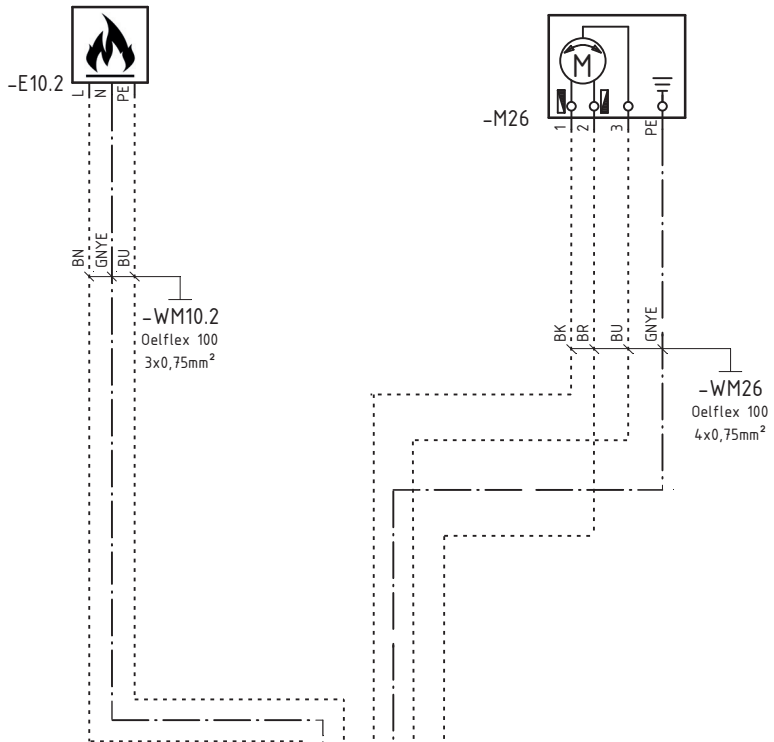 -E10.2
L
N
PE
BN
GNYE
BU
-WM10.2
Oelflex 100
3x0,75mm²
M
-M26
1
2
3
PE
BK
BR
BU
GNYE
-WM26
Oelflex 100
4x0,75mm²